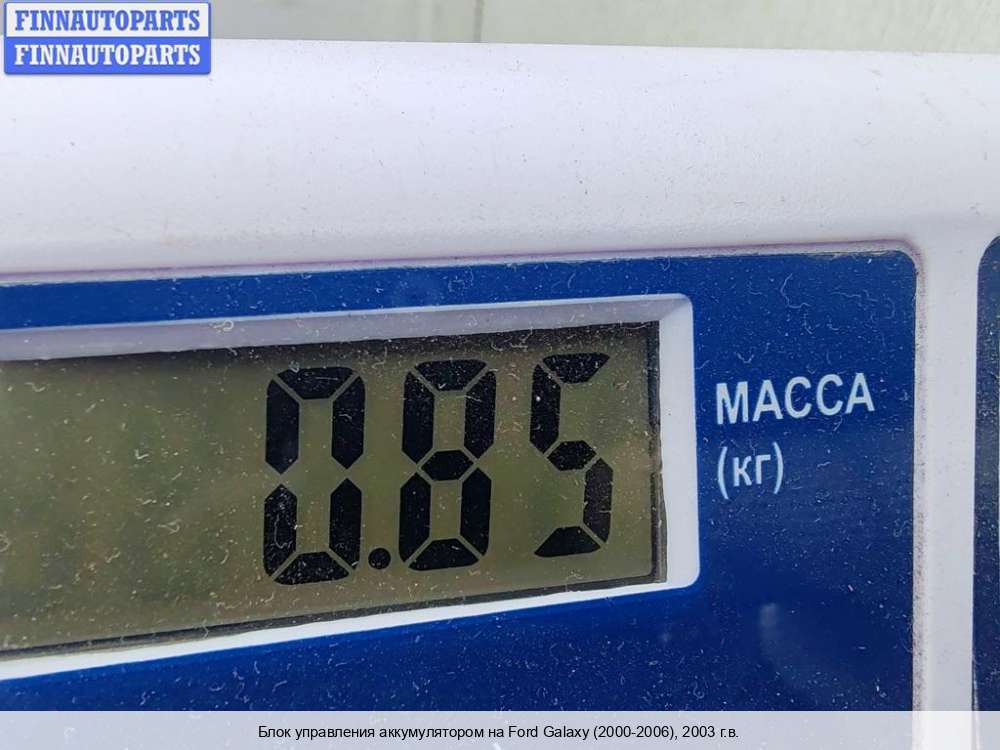 FINNAUTOPARTS
FINNAUTOPARTS
0.85
МАССА
(кг)
Блок управления аккумулятором на Ford Galaxy (2000-2006), 2003 г.в.